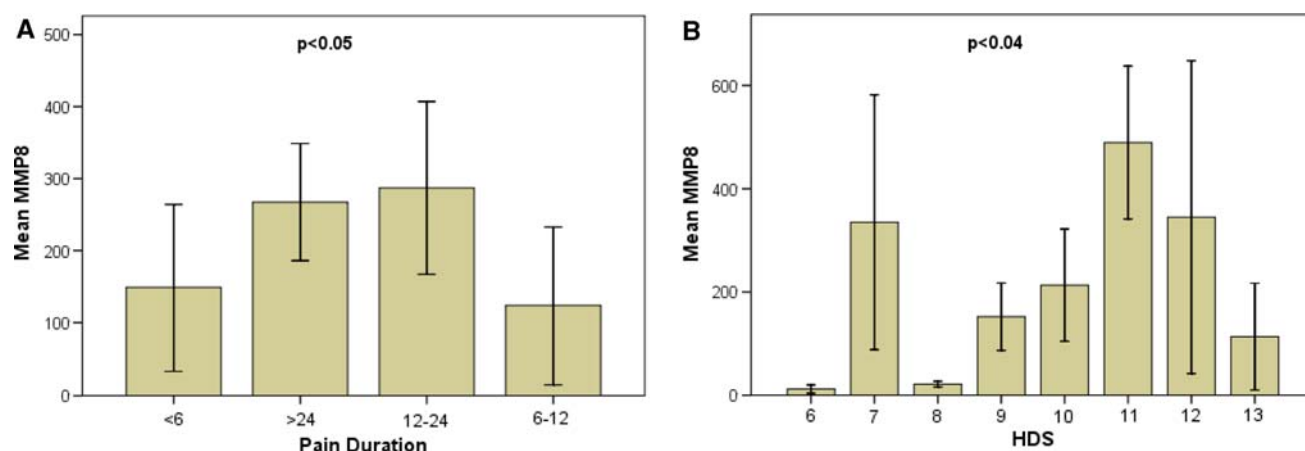 A
p<0.05
Mean MMP8
500
400
300
200
100
0
<6 >24 12-24 6-12
Pain Duration
B
p<0.04
Mean MMP8
600
400
200
0
6 7 8 9 10 11 12 13
HDS